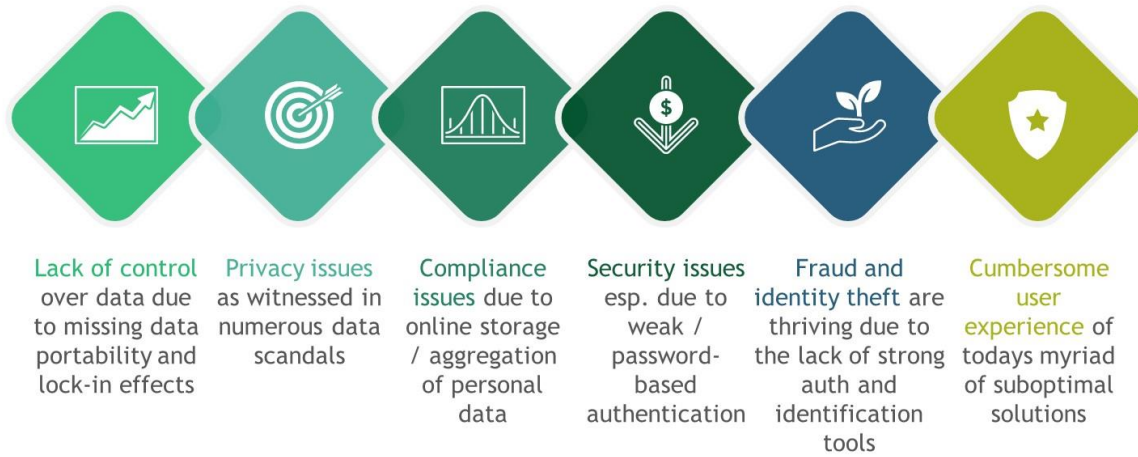 $
Lack of control
over data due
to missing data
portability and
lock-in effects
Privacy issues
as witnessed in
numerous data
scandals
Compliance
issues due to
online storage
/ aggregation
of personal
data
Security issues
esp. due to
weak /
password-
based
authentication
Fraud and
identity theft are
thriving due to
the lack of strong
auth and
identification
tools
Cumbersome
user
experience of
todays myriad
of suboptimal
solutions